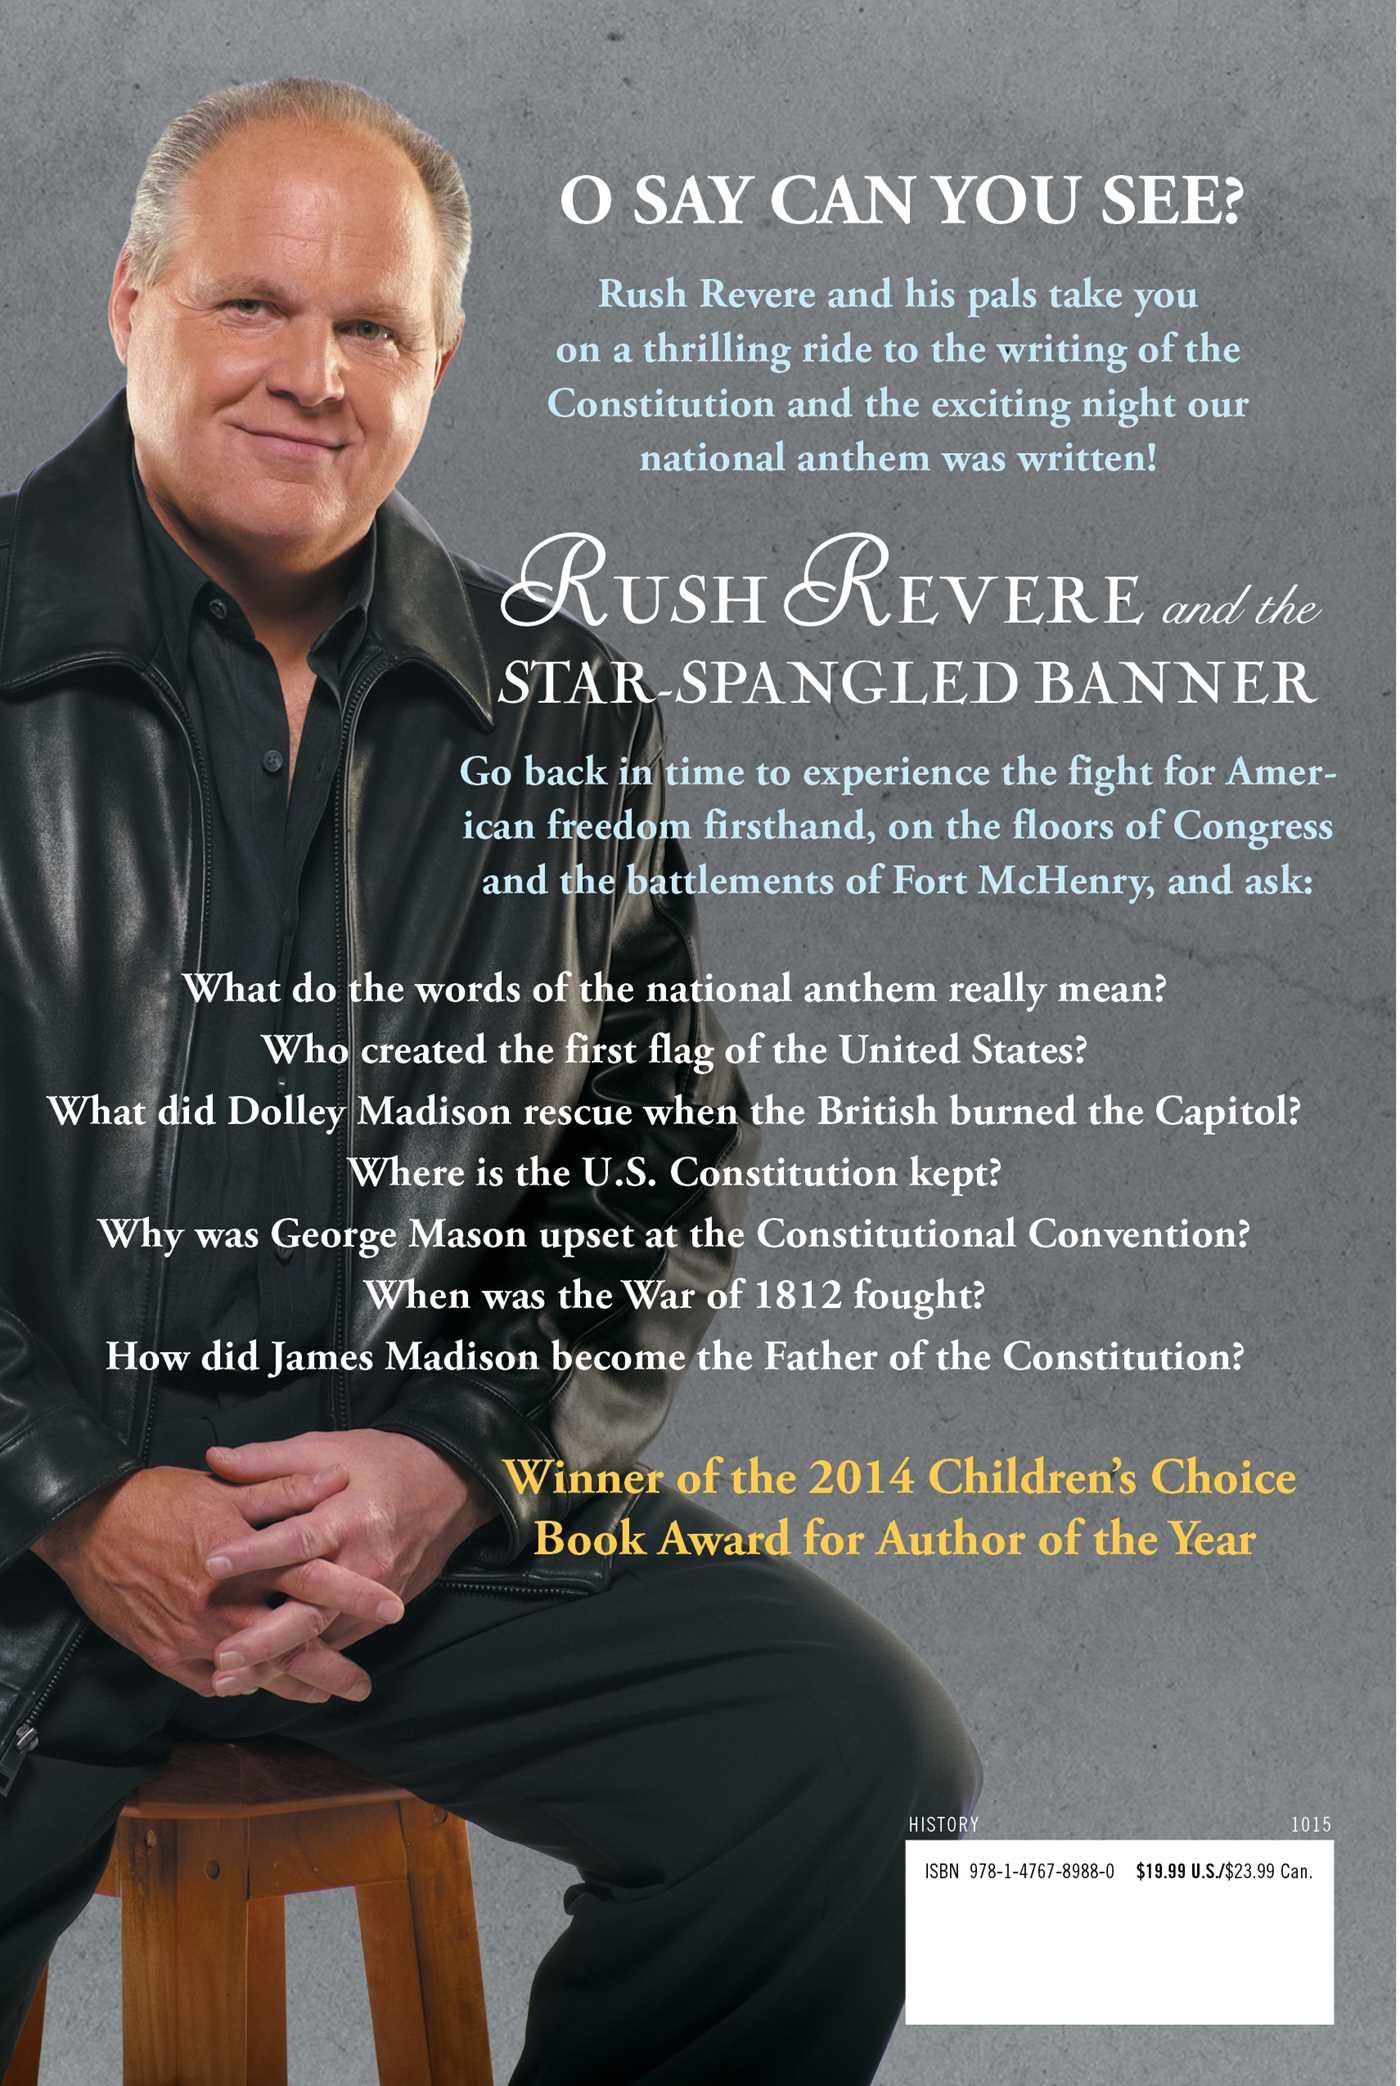 O SAY CAN YOU SEE?
Rush Revere and his pals take you
on a thrilling ride to the writing of the
Constitution and the exciting night our
national anthem was written!
RUSH REVERE and the
STAR-SPANGLED BANNER
Go back in time to experience the fight for Amer-
ican freedom firsthand, on the floors of Congress
and the battlements of Fort McHenry, and ask:
What do the words of the national anthem really mean?
Who created the first flag of the United States?
What did Dolley Madison rescue when the British burned the Capitol?
Where is the U.S. Constitution kept?
Why was George Mason upset at the Constitutional Convention?
When was the War of 1812 fought?
How did James Madison become the Father of the Constitution?
Winner of the 2014 Children's Choice
Book Award for Author of the Year
HISTORY 1015
ISBN 978-1-4767-8988-0 $19.99 U.S./$23.99 Can.